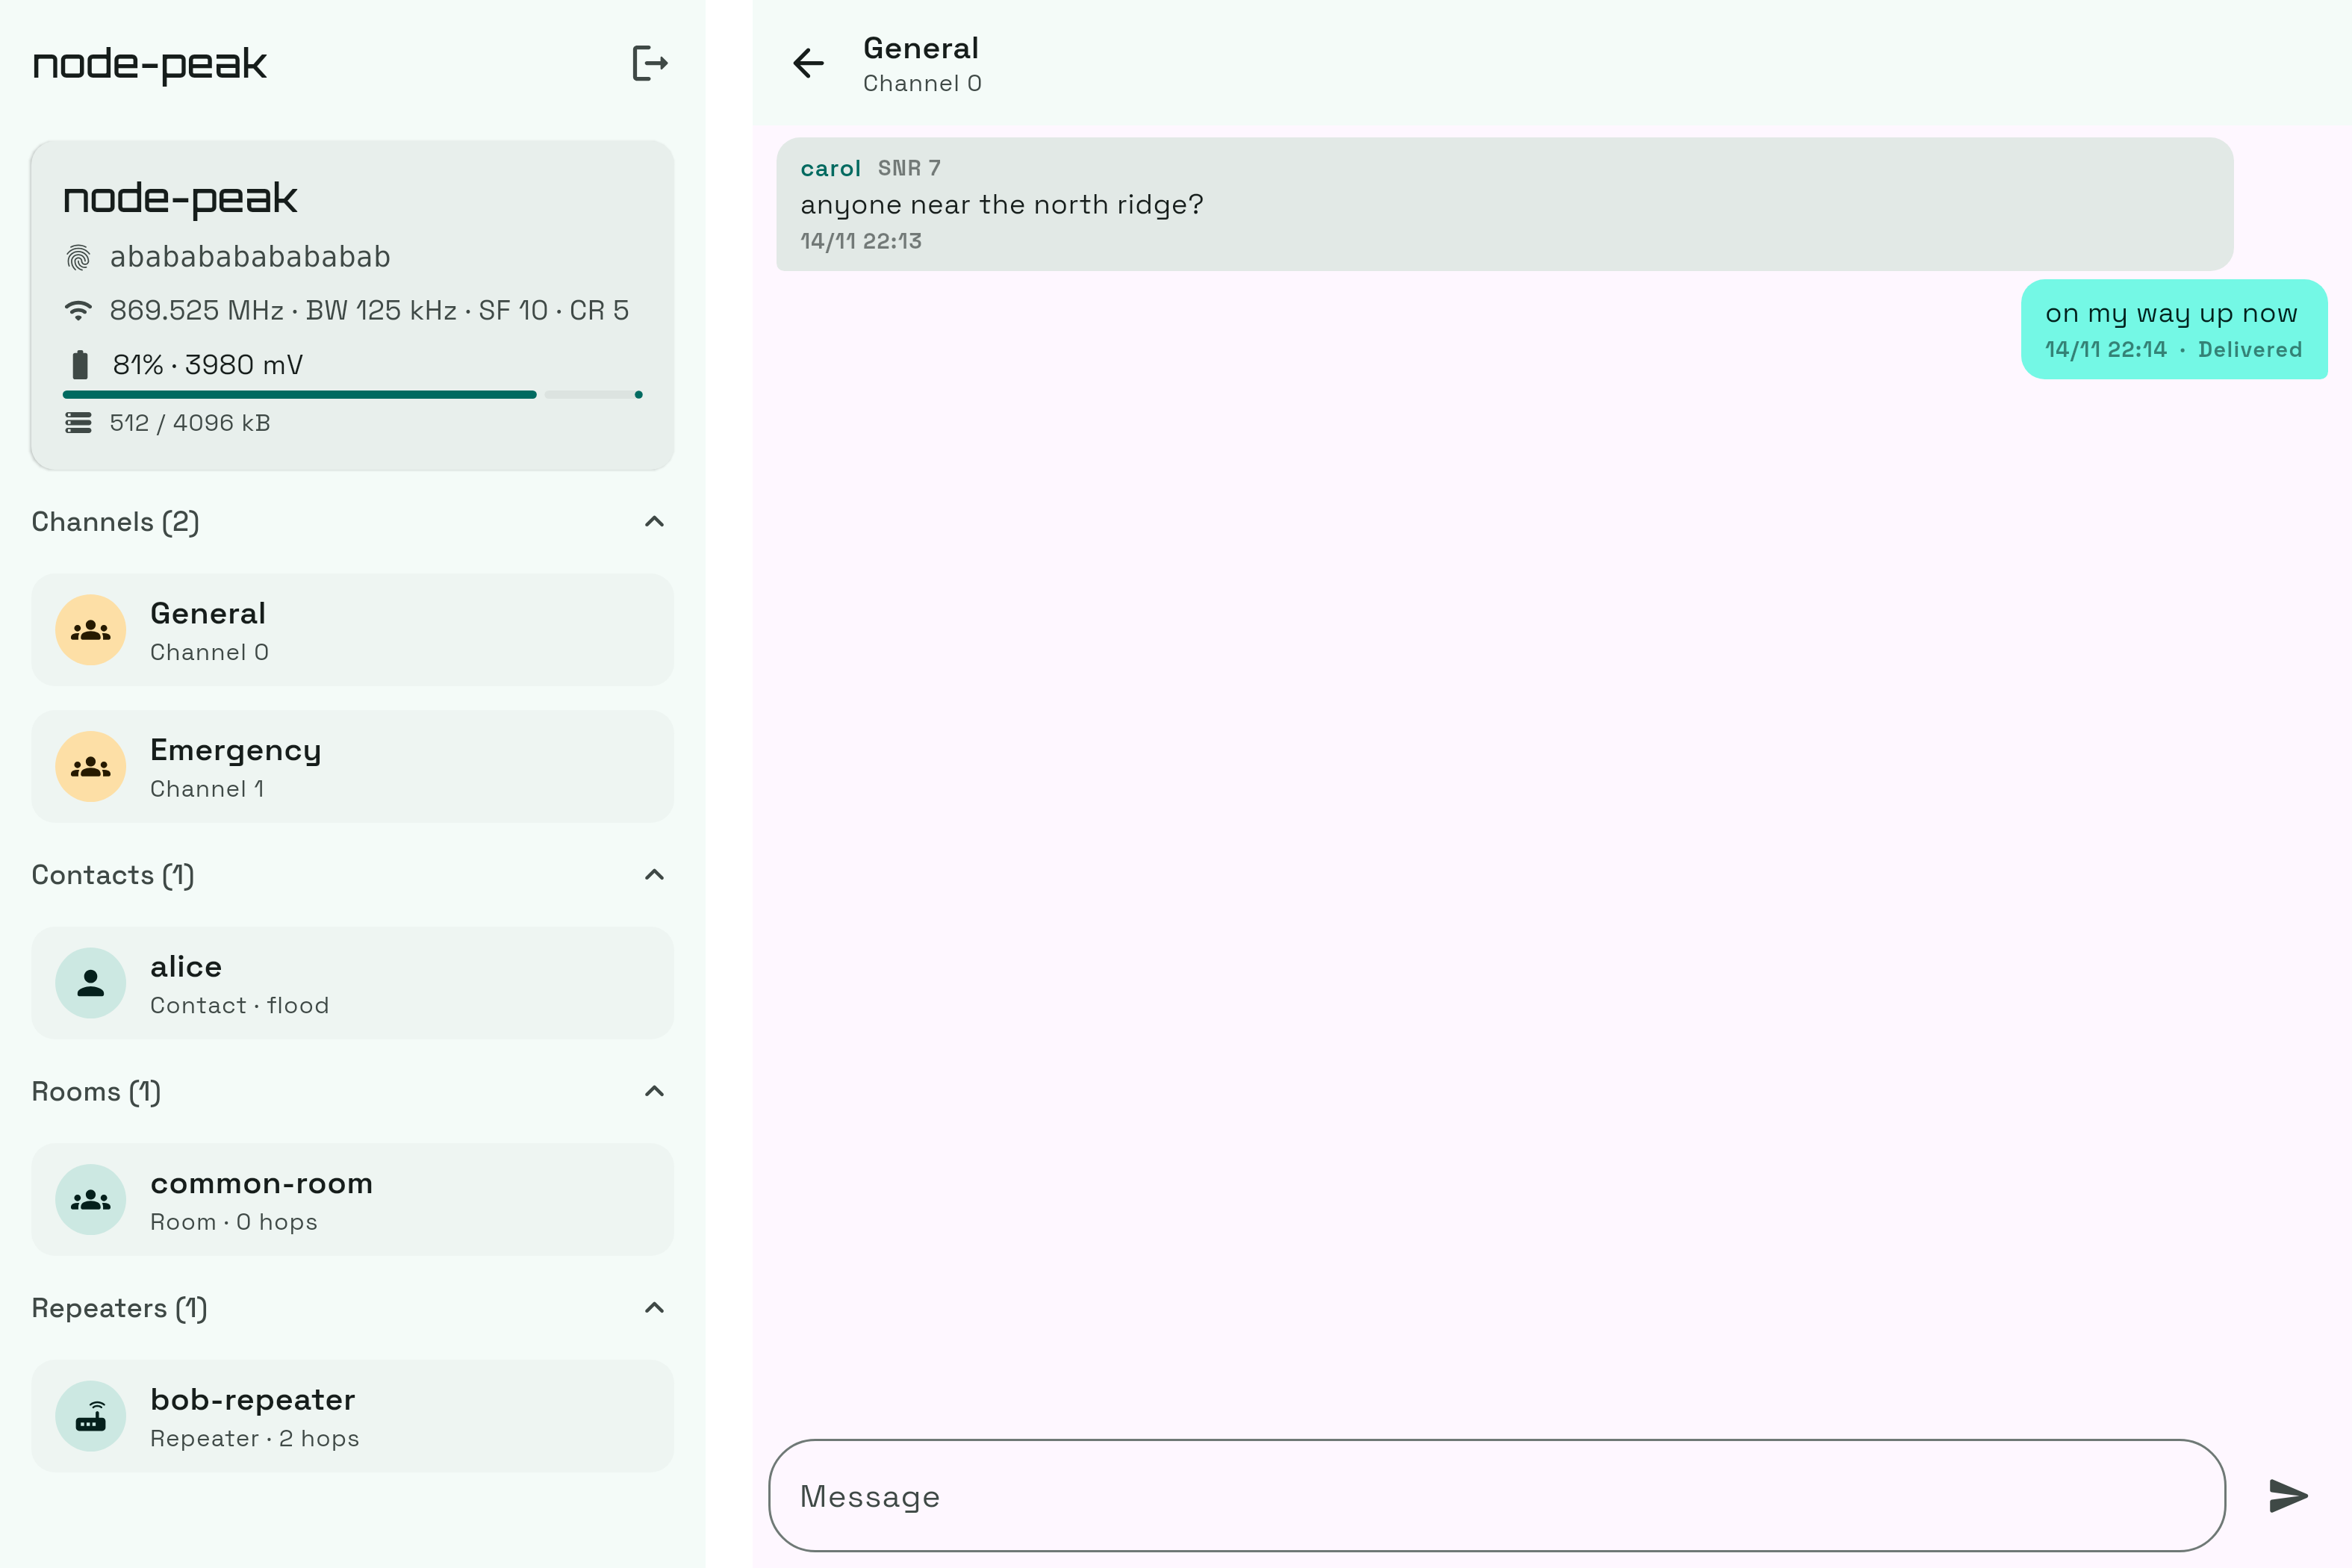 node-peak
node-peak
abababababababab
869.525 MHz · BW 125 kHz · SF 10 · CR 5
81% · 3980 mV
512 / 4096 kB
Channels (2)
General
Channel 0
Emergency
Channel 1
Contacts (1)
alice
Contact · flood
Rooms (1)
common-room
Room · 0 hops
Repeaters (1)
bob-repeater
Repeater · 2 hops
General
Channel 0
carol SNR 7
anyone near the north ridge?
14/11 22:13
on my way up now
14/11 22:14 · Delivered
Message